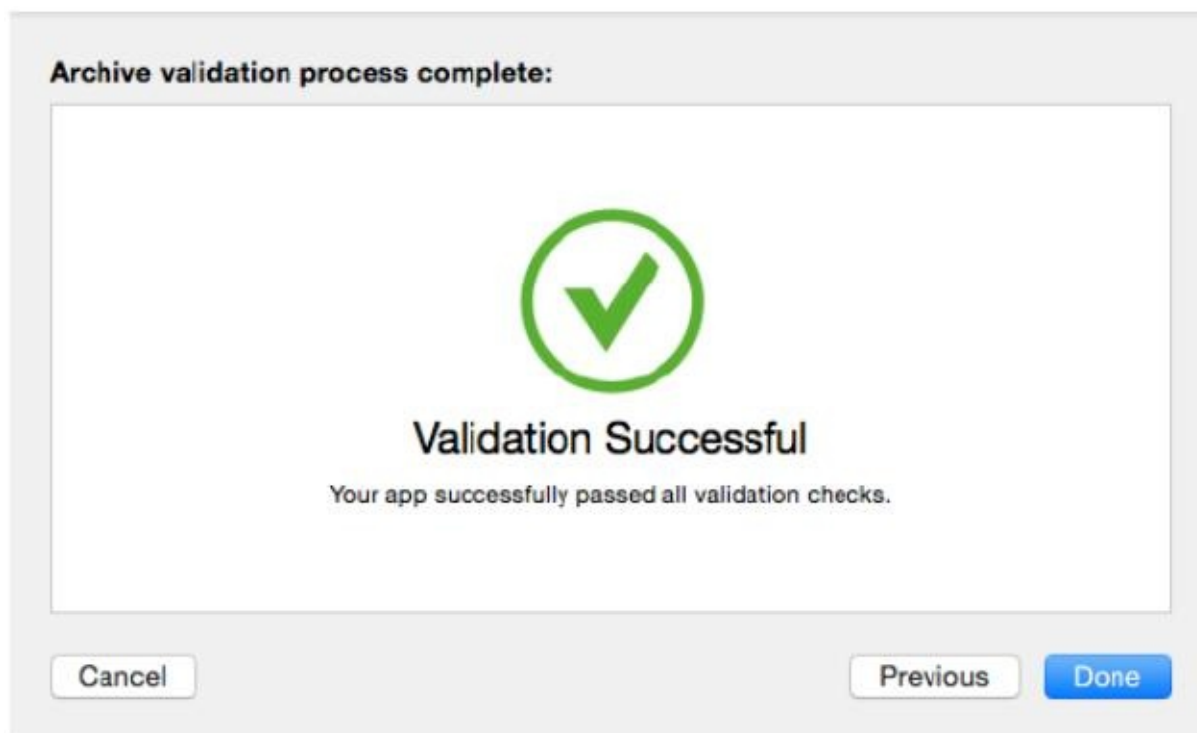 Archive validation process complete:
Validation Successful
Your app successfully passed all validation checks.
Cancel
Previous
Done